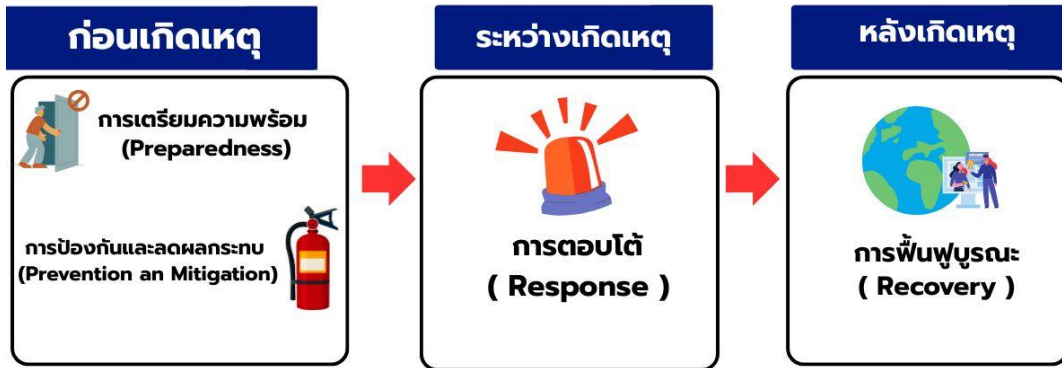 ก่อนเกิดเหตุ
การเตรียมความพร้อม
(Preparedness)
การป้องกันและลดผลกระทบ
(Prevention an Mitigation)
ระหว่างเกิดเหตุ
การตอบโต้
( Response )
หลังเกิดเหตุ
การฟื้นฟูบูรณะ
( Recovery )